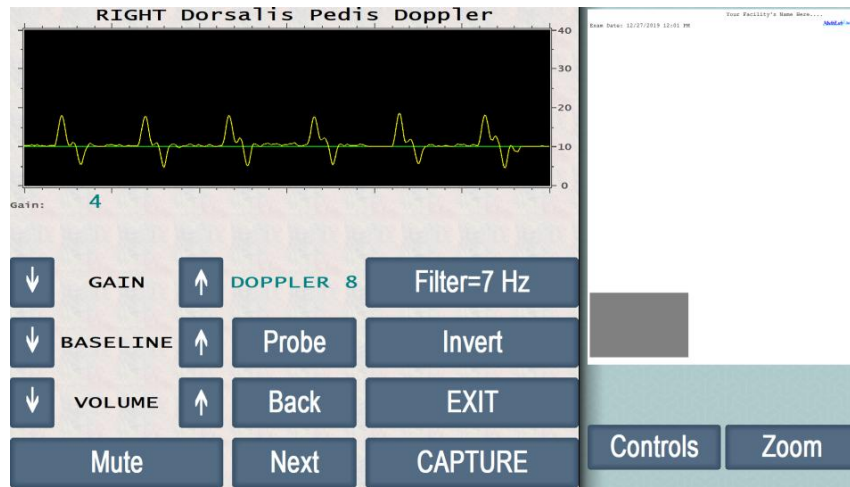 RIGHT Dorsalis Pedis Doppler
40
30
20
10
0
Gain: 4
GAIN
DOPPLER 8
Filter=7 Hz
BASELINE
Probe
Invert
VOLUME
Back
EXIT
Mute
Next
CAPTURE
Your Facility's Name Here....
Exam Date: 12/27/2019 12:01 PM
Controls
Zoom